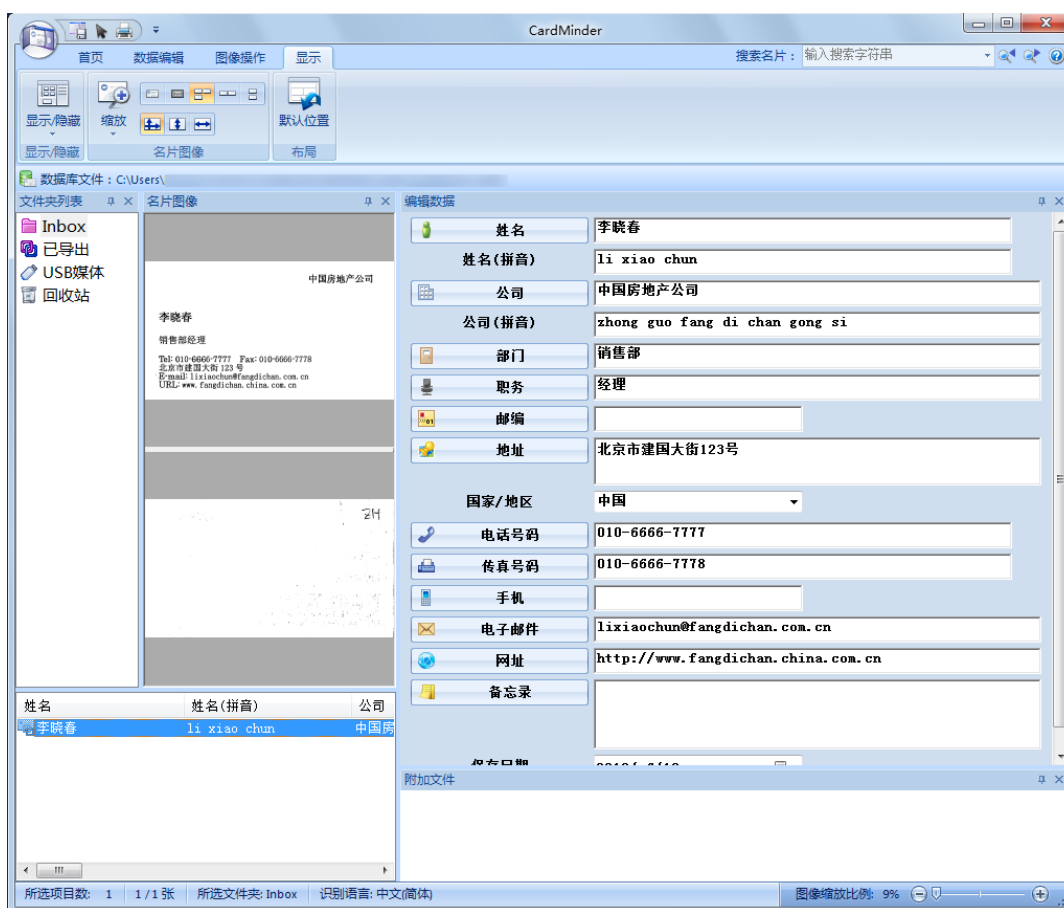 CardMinder
首页 数据编辑 图像操作 显示
搜索名片： 输入搜索字符串
显示/隐藏 缩放 默认位置
显示/隐藏 名片图像 布局
数据库文件：C:\Users\
文件夹列表 名片图像 编辑数据
Inbox
已导出
USB媒体
回收站
中国房地产公司
李晓春
销售部经理
Tel: 010-6666-7777 Fax: 010-6666-7778
北京市建国大街 123 号
E-mail: lixiaochun@fangdichan.com.cn
URL: www.fangdichan.china.com.cn
ZH
姓名 李晓春
姓名(拼音) li xiao chun
公司 中国房地产公司
公司(拼音) zhong guo fang di chan gong si
部门 销售部
职务 经理
邮编
地址 北京市建国大街123号
国家/地区 中国
电话号码 010-6666-7777
传真号码 010-6666-7778
手机
电子邮件 lixiaochun@fangdichan.com.cn
网址 http://www.fangdichan.china.com.cn
备忘录
保存日期
姓名 姓名(拼音) 公司
李晓春 li xiao chun 中国房
附加文件
所选项目数: 1 1/1张 所选文件夹: Inbox 识别语言: 中文(简体) 图像缩放比例: 9%